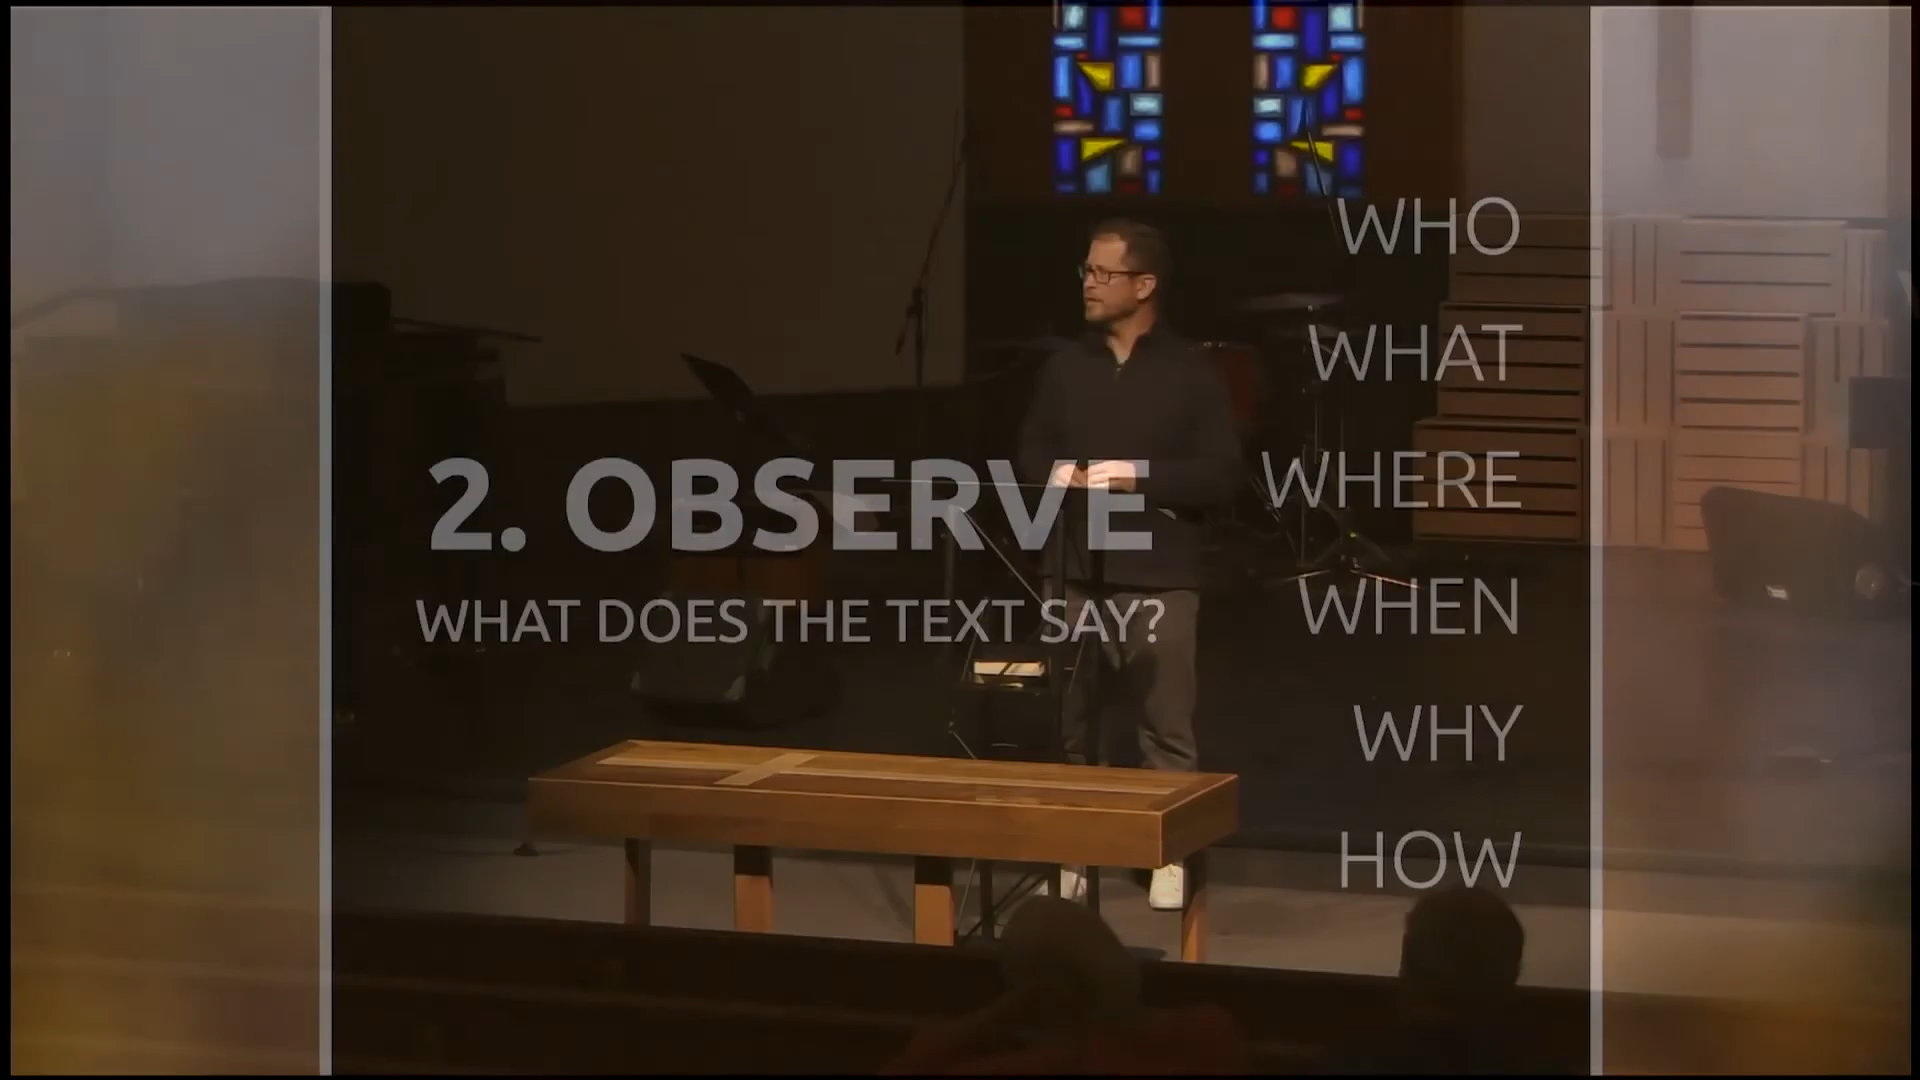 2. OBSERVE
WHAT DOES THE TEXT SAY?
WHO
WHAT
WHERE
WHEN
WHY
HOW